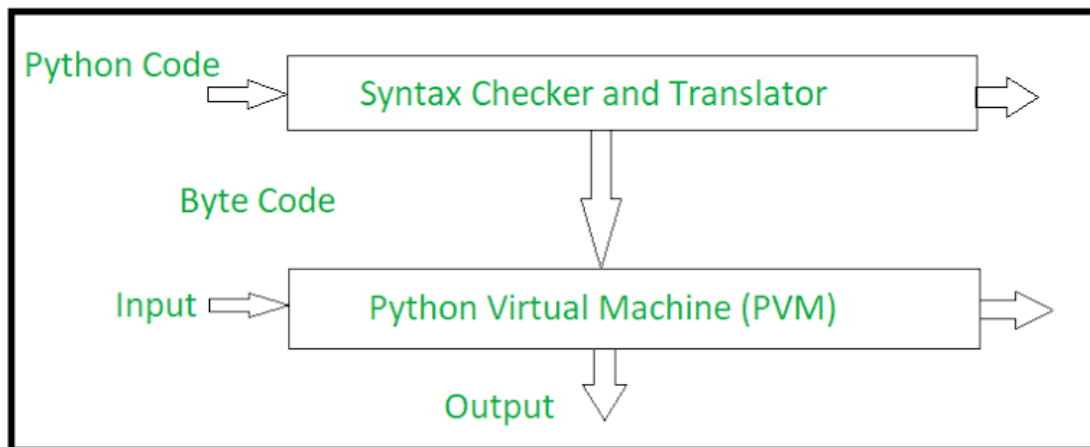 Python Code
Syntax Checker and Translator
Byte Code
Input
Python Virtual Machine (PVM)
Output